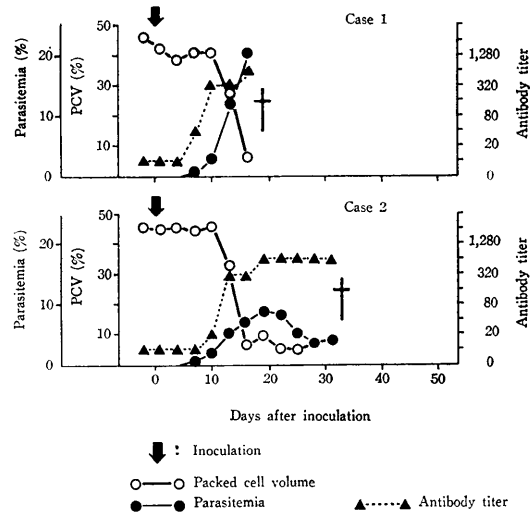 Case 1
Parasitemia (%)
PCV (%)
Antibody titer
20
10
0
50
30
10
1,280
320
80
20
0
Case 2
Parasitemia (%)
PCV (%)
Antibody titer
20
10
0
50
30
10
1,280
320
80
20
0
0 10 20 30 40 50
Days after inoculation
: Inoculation
Packed cell volume
Parasitemia
Antibody titer